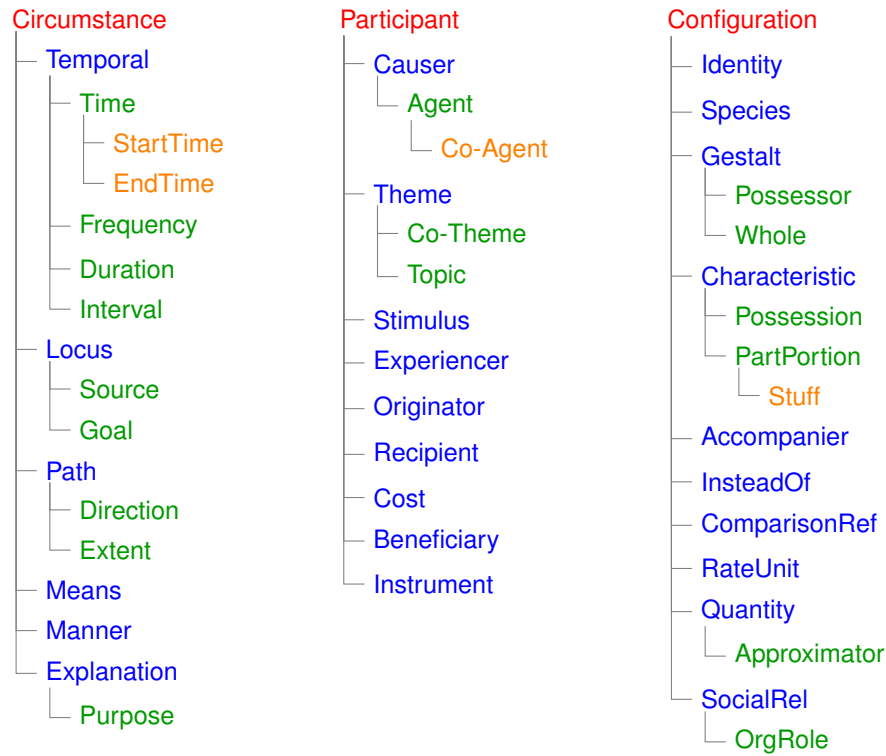 Circumstance
Temporal
Time
StartTime
EndTime
Frequency
Duration
Interval
Locus
Source
Goal
Path
Direction
Extent
Means
Manner
Explanation
Purpose
Participant
Causer
Agent
Co-Agent
Theme
Co-Theme
Topic
Stimulus
Experiencer
Originator
Recipient
Cost
Beneficiary
Instrument
Configuration
Identity
Species
Gestalt
Possessor
Whole
Characteristic
Possession
PartPortion
Stuff
Accompanier
InsteadOf
ComparisonRef
RateUnit
Quantity
Approximator
SocialRel
OrgRole